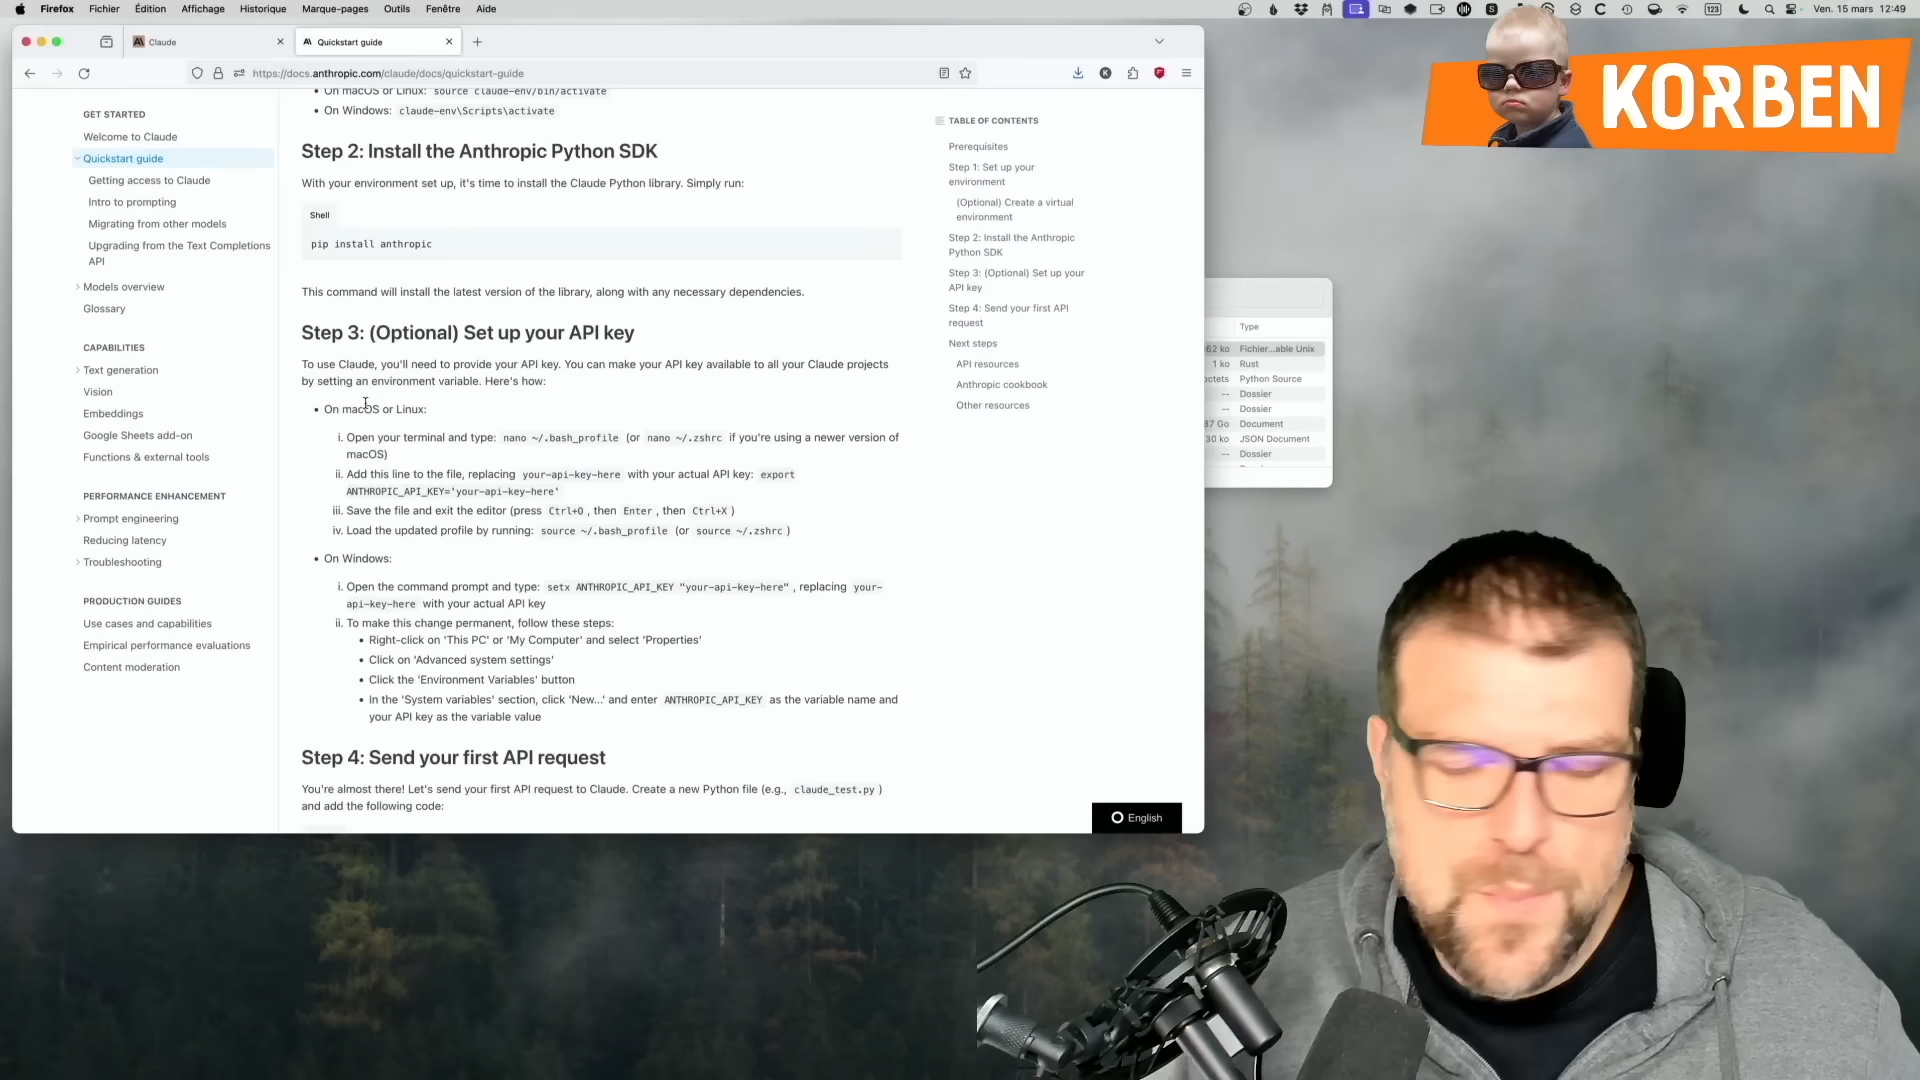 Firefox Fichier Édition Affichage Historique Marque-pages Outils Fenêtre Aide
123
Ven. 15 mars 12:49
Claude
Quickstart guide
https://docs.anthropic.com/claude/docs/quickstart-guide
KORBEN
GET STARTED
Welcome to Claude
Quickstart guide
Getting access to Claude
Intro to prompting
Migrating from other models
Upgrading from the Text Completions
API
Models overview
Glossary
CAPABILITIES
Text generation
Vision
Embeddings
Google Sheets add-on
Functions & external tools
PERFORMANCE ENHANCEMENT
Prompt engineering
Reducing latency
Troubleshooting
PRODUCTION GUIDES
Use cases and capabilities
Empirical performance evaluations
Content moderation
• On macOS or Linux: source claude-env/bin/activate
• On Windows: claude-env\Scripts\activate
Step 2: Install the Anthropic Python SDK
With your environment set up, it's time to install the Claude Python library. Simply run:
Shell
pip install anthropic
This command will install the latest version of the library, along with any necessary dependencies.
Step 3: (Optional) Set up your API key
To use Claude, you'll need to provide your API key. You can make your API key available to all your Claude projects
by setting an environment variable. Here's how:
• On macOS or Linux:
i. Open your terminal and type: nano ~/.bash_profile (or nano ~/.zshrc if you're using a newer version of
macOS)
ii. Add this line to the file, replacing your-api-key-here with your actual API key: export
ANTHROPIC_API_KEY='your-api-key-here'
iii. Save the file and exit the editor (press Ctrl+O , then Enter , then Ctrl+X )
iv. Load the updated profile by running: source ~/.bash_profile (or source ~/.zshrc )
• On Windows:
i. Open the command prompt and type: setx ANTHROPIC_API_KEY "your-api-key-here" , replacing your-
api-key-here with your actual API key
ii. To make this change permanent, follow these steps:
• Right-click on 'This PC' or 'My Computer' and select 'Properties'
• Click on 'Advanced system settings'
• Click the 'Environment Variables' button
• In the 'System variables' section, click 'New...' and enter ANTHROPIC_API_KEY as the variable name and
your API key as the variable value
Step 4: Send your first API request
You're almost there! Let's send your first API request to Claude. Create a new Python file (e.g., claude_test.py )
and add the following code:
TABLE OF CONTENTS
Prerequisites
Step 1: Set up your
environment
(Optional) Create a virtual
environment
Step 2: Install the Anthropic
Python SDK
Step 3: (Optional) Set up your
API key
Step 4: Send your first API
request
Next steps
API resources
Anthropic cookbook
Other resources
English
Type
62 ko Fichier...able Unix
1 ko Rust
octets Python Source
-- Dossier
-- Dossier
87 Go Document
30 ko JSON Document
-- Dossier